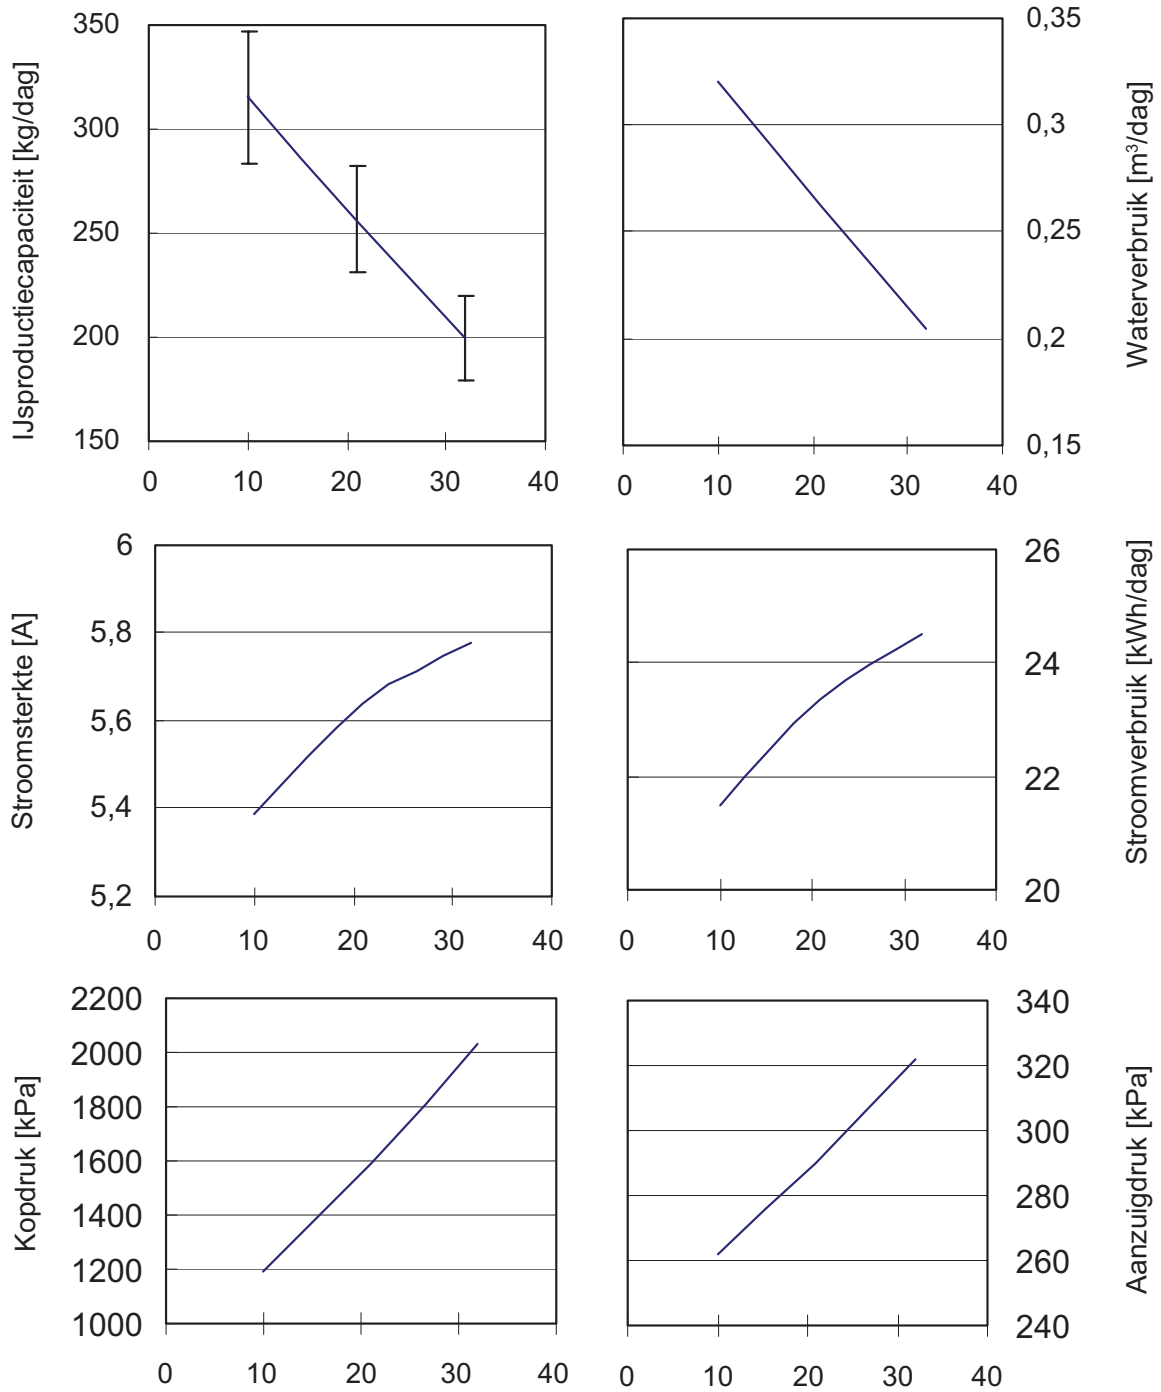 IJsproductiecapaciteit [kg/dag]
350
300
250
200
150
0 10 20 30 40
Waterverbruik [m³/dag]
0,35
0,3
0,25
0,2
0,15
0 10 20 30 40
Stroomsterkte [A]
6
5,8
5,6
5,4
5,2
0 10 20 30 40
Stroomverbruik [kWh/dag]
26
24
22
20
0 10 20 30 40
Kopdruk [kPa]
2200
2000
1800
1600
1400
1200
1000
0 10 20 30 40
Aanzuigdruk [kPa]
340
320
300
280
260
240
0 10 20 30 40